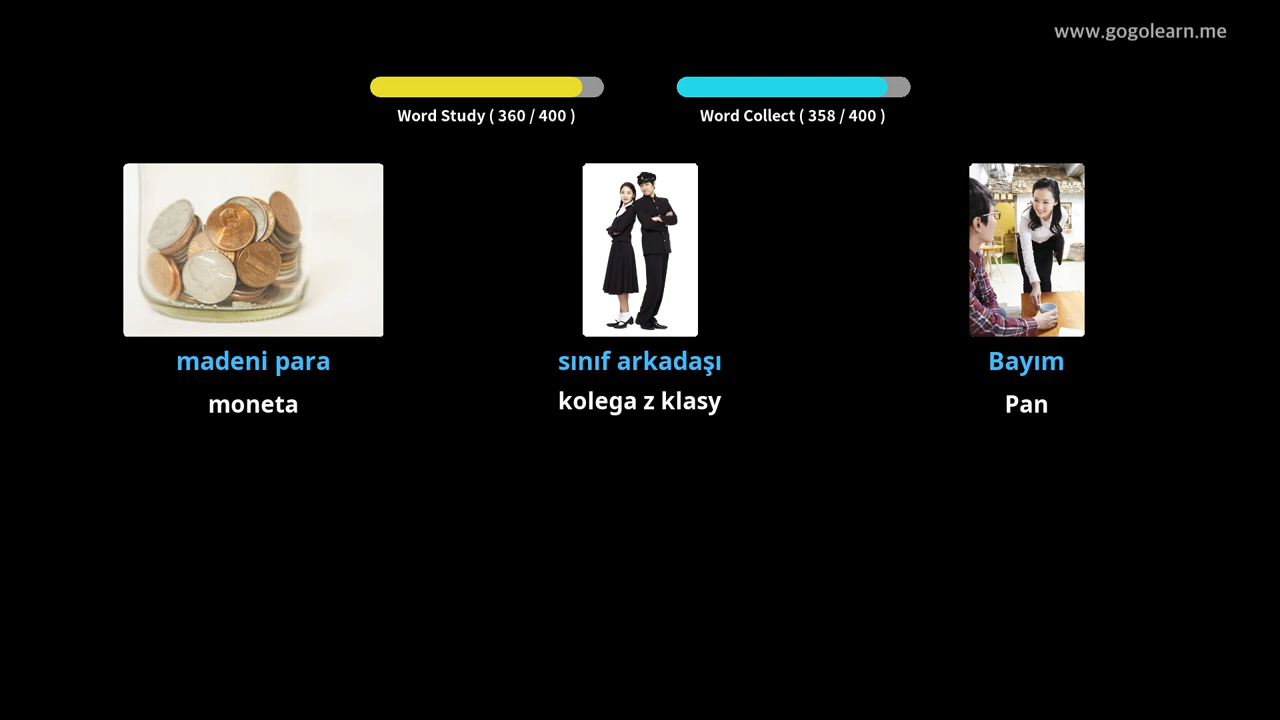 www.gogolearn.me
Word Study ( 360 / 400 )
Word Collect ( 358 / 400 )
madeni para
moneta
sınıf arkadaşı
kolega z klasy
Bayım
Pan